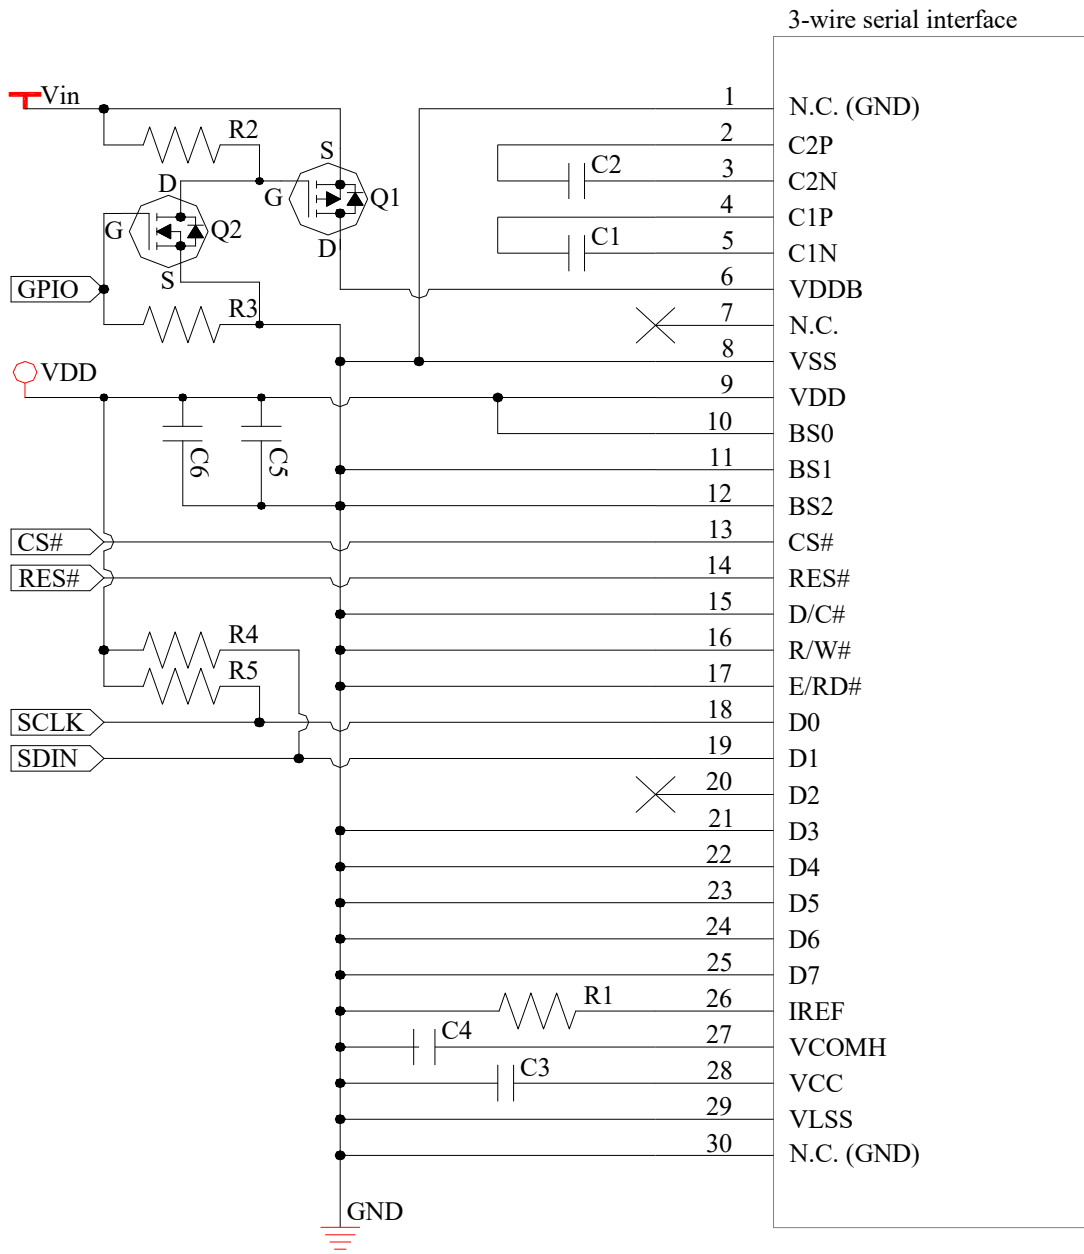 3-wire serial interface
Vin
1 N.C. (GND)
R2
2 C2P
S
C2
3 C2N
D
G
Q1
4 C1P
G
Q2
C1
D
5 C1N
S
GPIO
6 VDDB
R3
7 N.C.
8 VSS
VDD
9 VDD
10 BS0
C6
C5
11 BS1
12 BS2
CS#
13 CS#
RES#
14 RES#
15 D/C#
R4
16 R/W#
R5
17 E/RD#
SCLK
18 D0
SDIN
19 D1
20 D2
21 D3
22 D4
23 D5
24 D6
25 D7
R1
26 IREF
C4
27 VCOMH
C3
28 VCC
29 VLSS
30 N.C. (GND)
GND